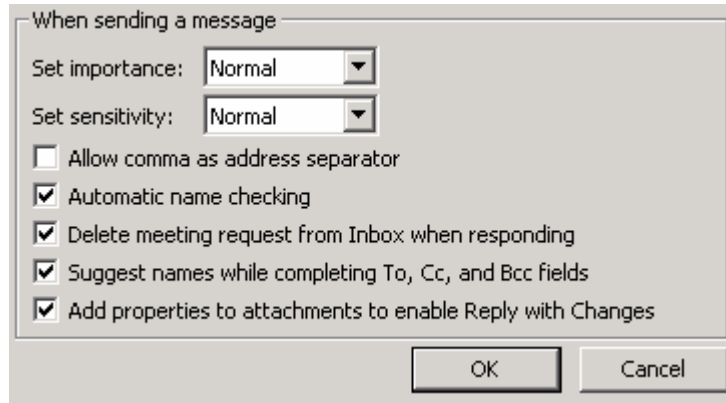 When sending a message
Set importance: Normal
Set sensitivity: Normal
Allow comma as address separator
Automatic name checking
Delete meeting request from Inbox when responding
Suggest names while completing To, Cc, and Bcc fields
Add properties to attachments to enable Reply with Changes
OK Cancel